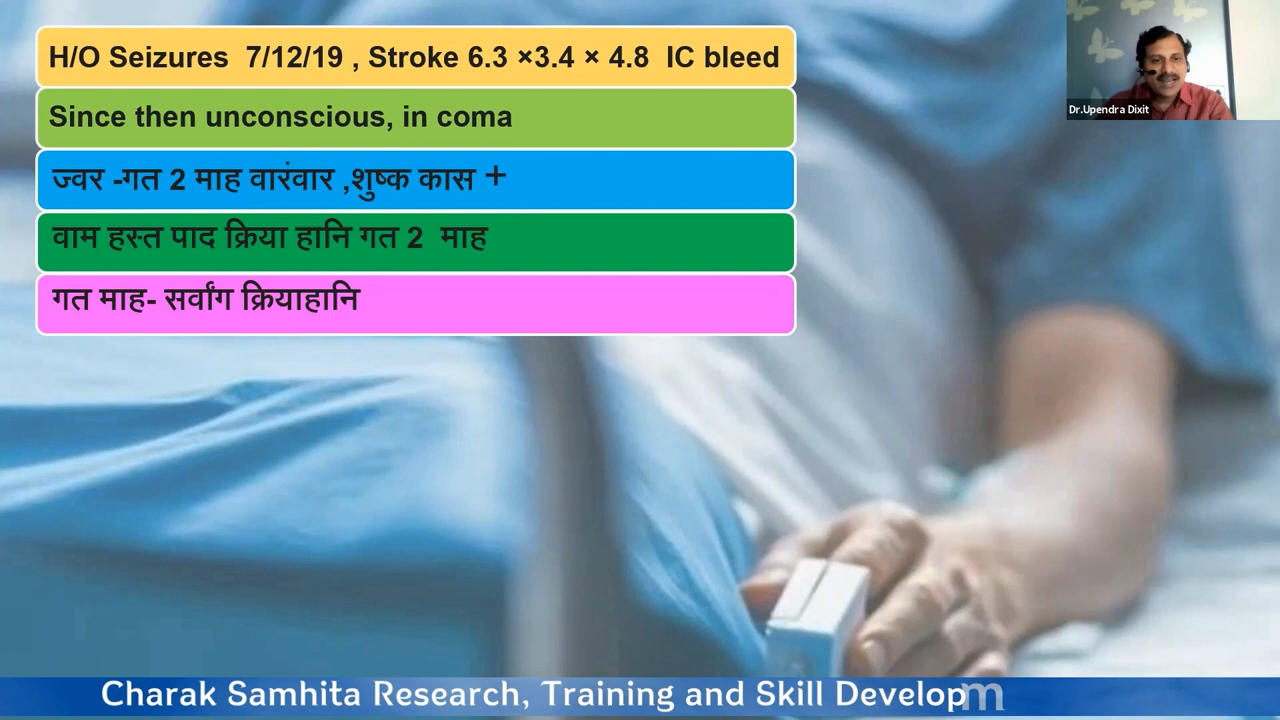 H/O Seizures 7/12/19 , Stroke 6.3 ×3.4 × 4.8 IC bleed
Since then unconscious, in coma
ज्वर -गत 2 माह वारंवार ,शुष्क कास +
वाम हस्त पाद क्रिया हानि गत 2 माह
गत माह- सर्वांग क्रियाहानि
Dr.Upendra Dixit
Charak Samhita Research, Training and Skill Developm